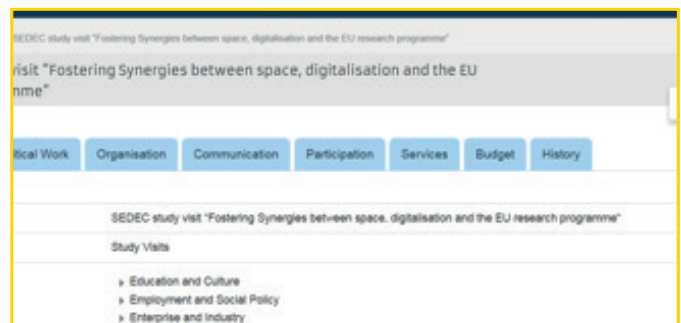 SEDEC study visit "Fostering Synergies between space, digitalisation and the EU research programme"
visit "Fostering Synergies between space, digitalisation and the EU
nme"
itical Work Organisation Communication Participation Services Budget History
SEDEC study visit "Fostering Synergies between space, digitalisation and the EU research programme"
Study Visits
Education and Culture
Employment and Social Policy
Enterprise and Industry